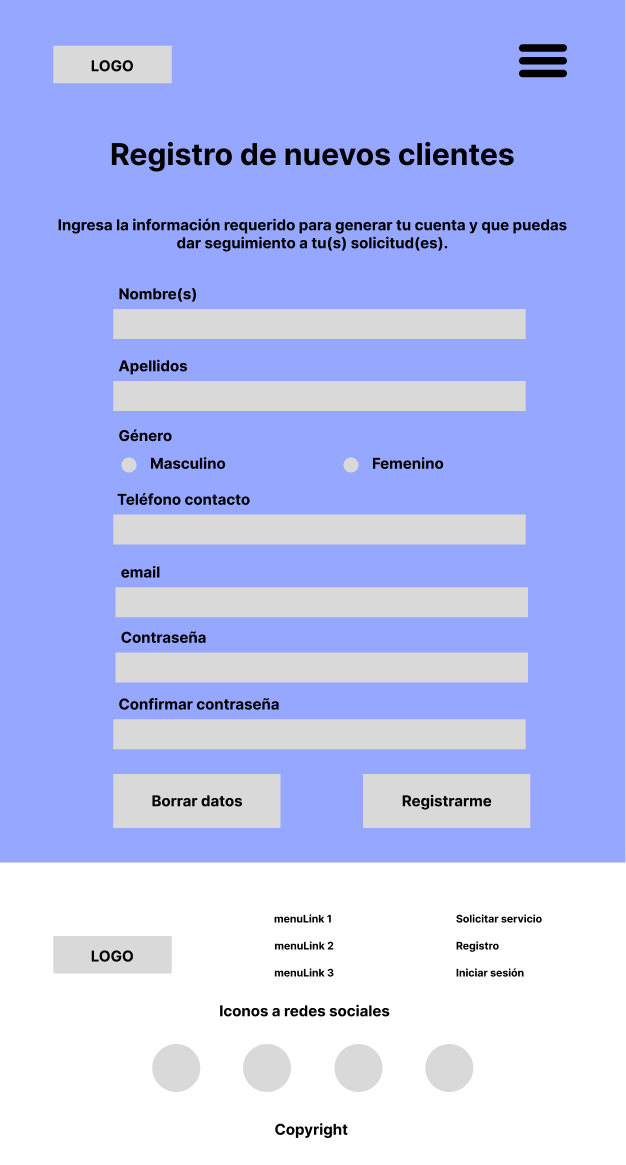 LOGO
Registro de nuevos clientes
Ingresa la información requerido para generar tu cuenta y que puedas
dar seguimiento a tu(s) solicitud(es).
Nombre(s)
Apellidos
Género
Masculino
Femenino
Teléfono contacto
email
Contraseña
Confirmar contraseña
Borrar datos
Registrarme
LOGO
menuLink 1
menuLink 2
menuLink 3
Solicitar servicio
Registro
Iniciar sesión
Iconos a redes sociales
Copyright